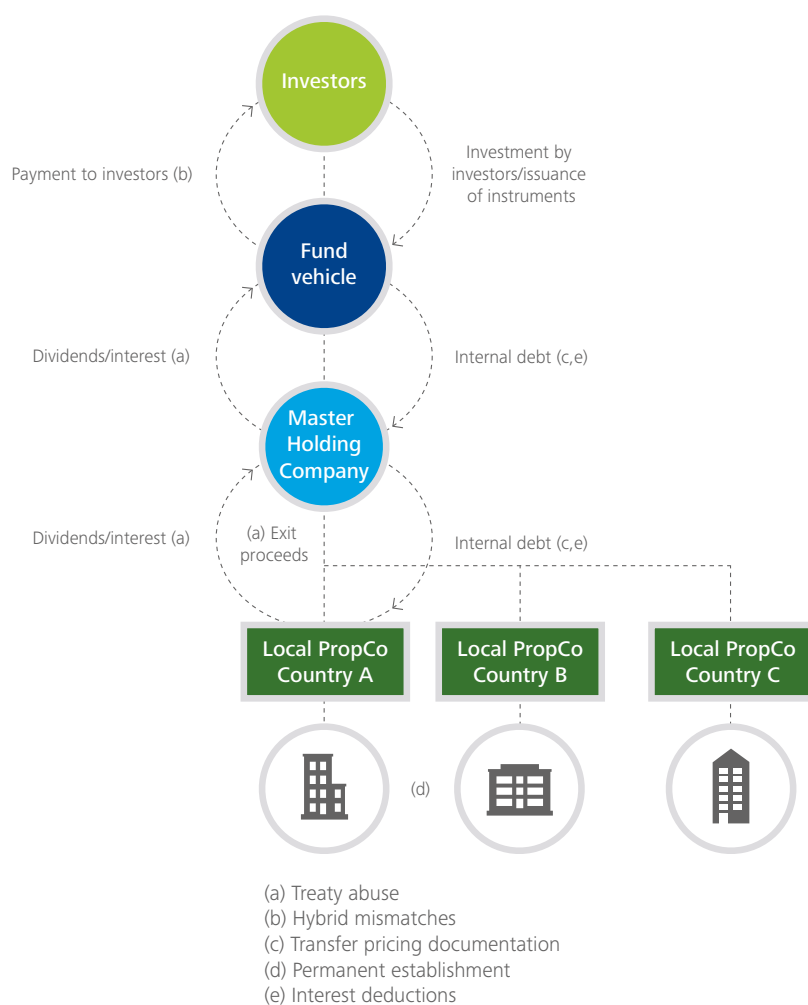 Investors
Payment to investors (b)
Investment by
investors/issuance
of instruments
Fund
vehicle
Dividends/interest (a)
Internal debt (c,e)
Master
Holding
Company
Dividends/interest (a)
(a) Exit
proceeds
Internal debt (c,e)
Local PropCo
Country A
Local PropCo
Country B
Local PropCo
Country C
(d)
(a) Treaty abuse
(b) Hybrid mismatches
(c) Transfer pricing documentation
(d) Permanent establishment
(e) Interest deductions